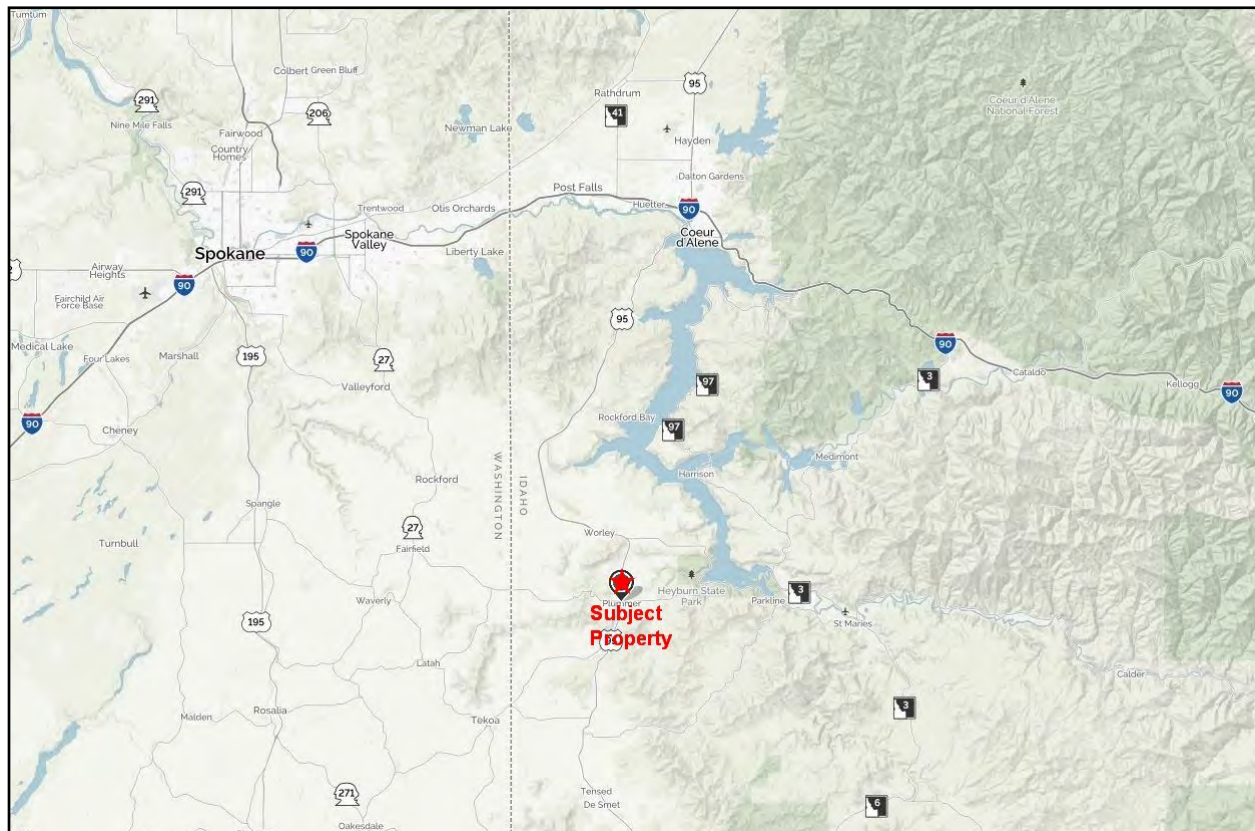 Tumtum
Colbert Green Bluff
95
Rathdrum
291
206
41
Coeur d'Alene
National Forest
Nine Mile Falls
Fairwood
Newman Lake
Country
Homes
Hayden
Dalton Gardens
291
Post Falls
Trentwood
Otis Orchards
Huetter
90
Spokane
Spokane
Valley
Coeur
d'Alene
90
Liberty Lake
2
Airway
Heights
90
Fairchild Air
Force Base
95
Medical Lake
Four Lakes
Marshall
195
27
90
Valleyford
Cataldo
3
97
Kellogg
90
90
Rockford Bay
97
Cheney
Medimont
WASHINGTON
IDAHO
Rockford
Harrison
Spangle
27
Turnbull
Fairfield
Worley
Heyburn State
Park
Parkline
3
Waverly
Plummer
Subject
Property
St Maries
195
95
Latah
Calder
Malden
Rosalia
Tekoa
3
271
Tensed
De Smet
6
Oakesdale